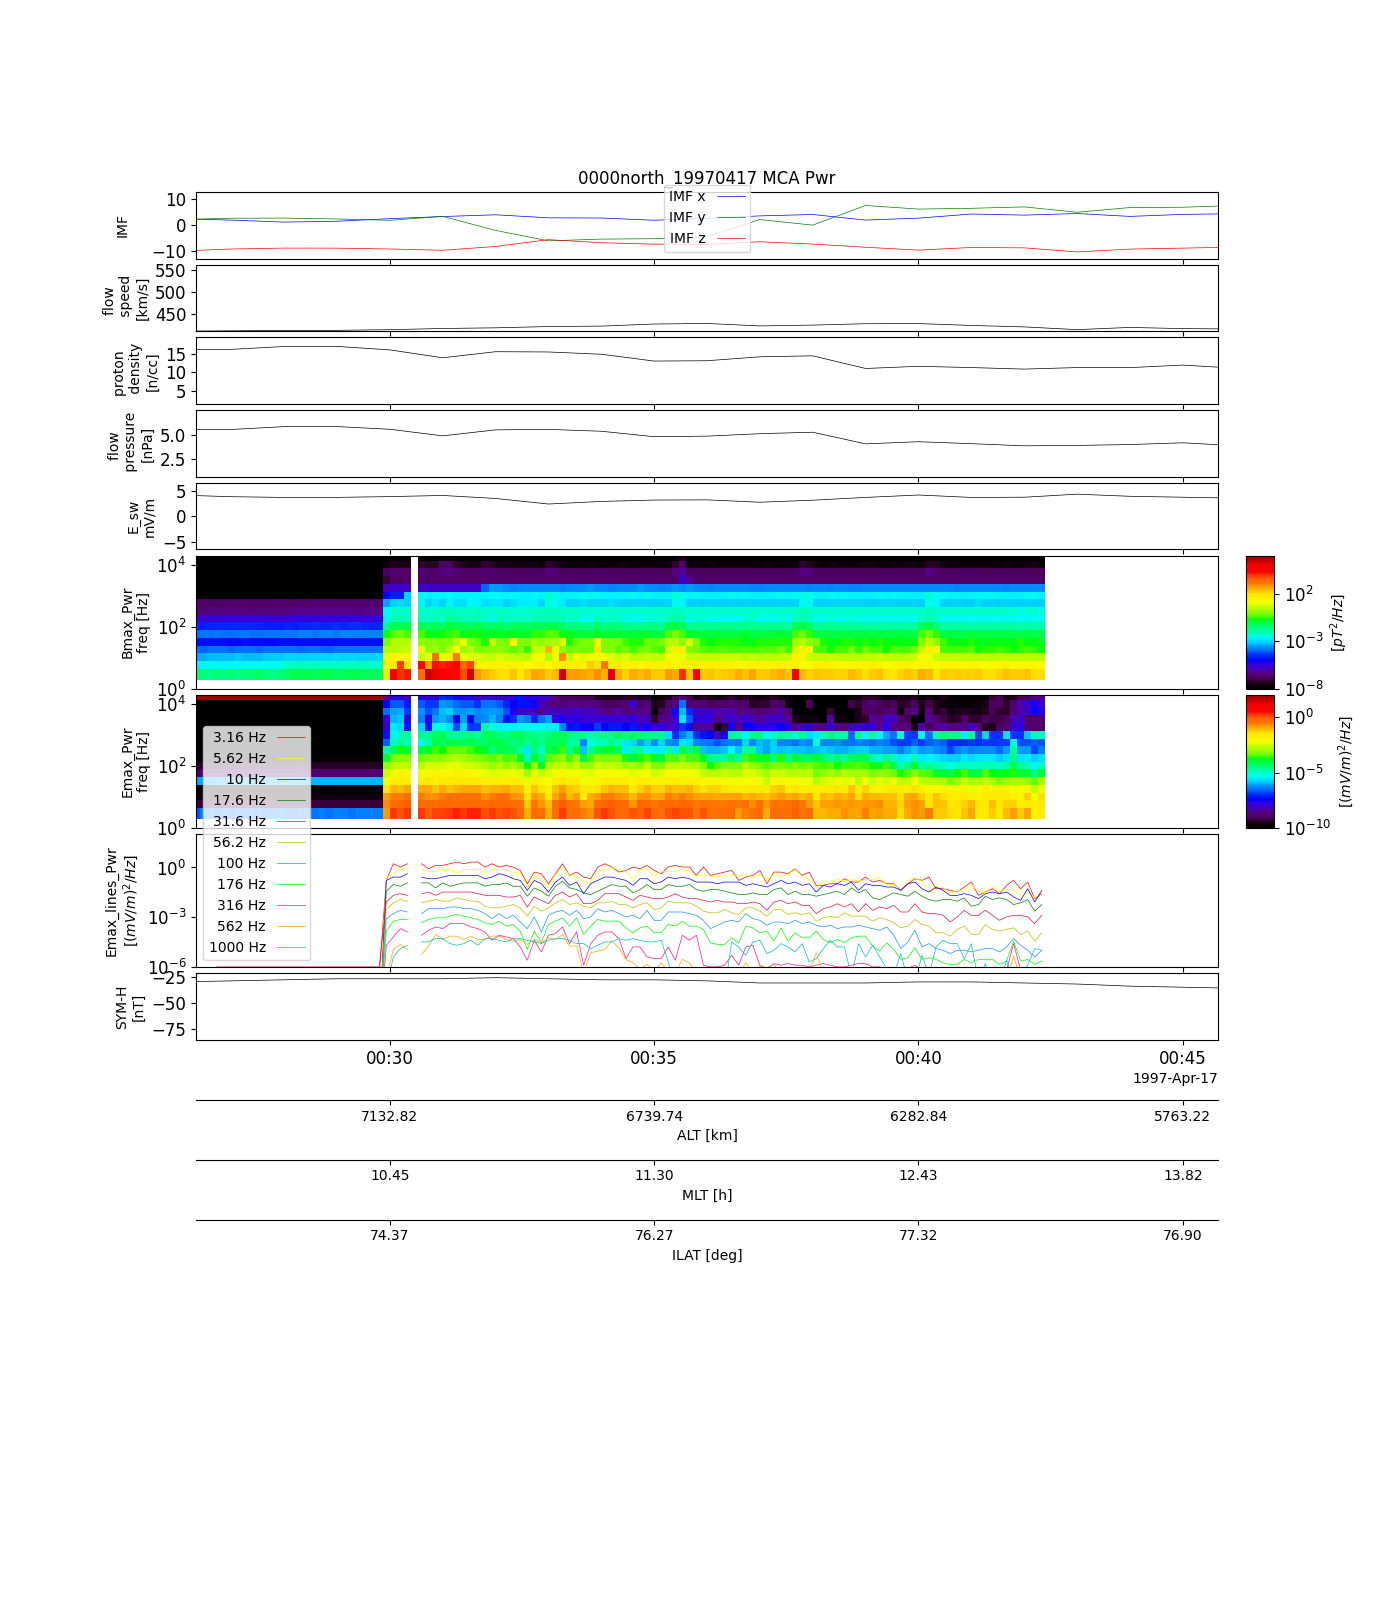 0000north_19970417 MCA Pwr
10
0
−10
IMF
IMF x
IMF y
IMF z
550
500
450
flow
speed
[km/s]
15
10
5
proton
density
[n/cc]
5.0
2.5
flow
pressure
[nPa]
5
0
−5
E_sw
mV/m
10^4
10^2
10^0
Bmax_Pwr
freq [Hz]
10^2
10^−3
10^−8
[pT^2/Hz]
10^4
10^2
10^0
Emax_Pwr
freq [Hz]
10^0
10^−5
10^−10
[(mV/m)^2/Hz]
3.16 Hz
5.62 Hz
10 Hz
17.6 Hz
31.6 Hz
56.2 Hz
100 Hz
176 Hz
316 Hz
562 Hz
1000 Hz
10^0
10^−3
10^−6
Emax_lines_Pwr
[(mV/m)^2/Hz]
−25
−50
−75
SYM-H
[nT]
00:30 00:35 00:40 00:45
1997-Apr-17
7132.82 6739.74 6282.84 5763.22
ALT [km]
10.45 11.30 12.43 13.82
MLT [h]
74.37 76.27 77.32 76.90
ILAT [deg]